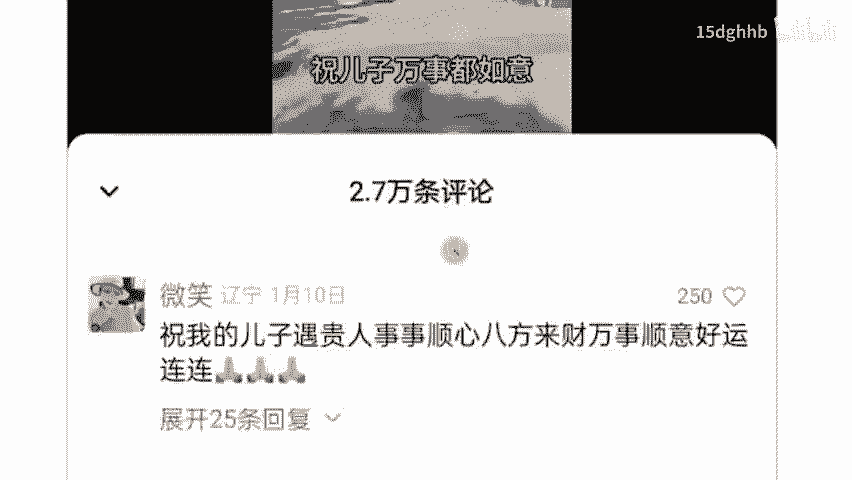 15dghhb
祝儿子万事都如意
2.7万条评论
微笑 辽宁 1月10日
250
祝我的儿子遇贵人事事顺心八方来财万事顺意好运
连连🙏🙏🙏
展开25条回复